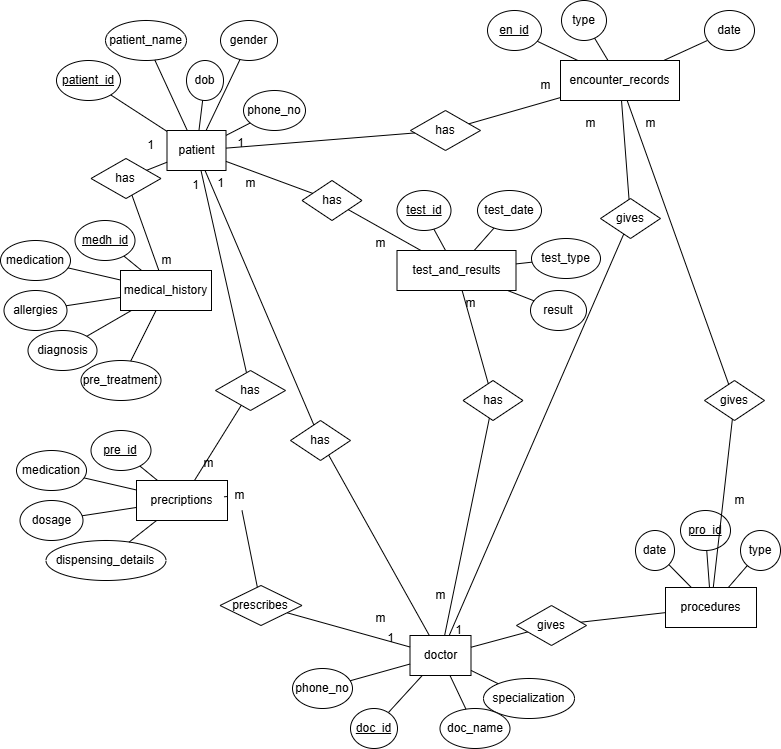 en_id
type
date
patient_name
gender
patient_id
dob
encounter_records
m
phone_no
has
m
m
1
patient
1
has
1
1
m
has
test_id
test_date
gives
medh_id
m
test_type
medication
m
test_and_results
medical_history
m
allergies
result
diagnosis
pre_treatment
has
has
gives
has
pre_id
m
medication
m
precriptions
m
dosage
pro_id
date
type
dispensing_details
m
prescribes
procedures
m
gives
1
1
doctor
phone_no
specialization
doc_id
doc_name